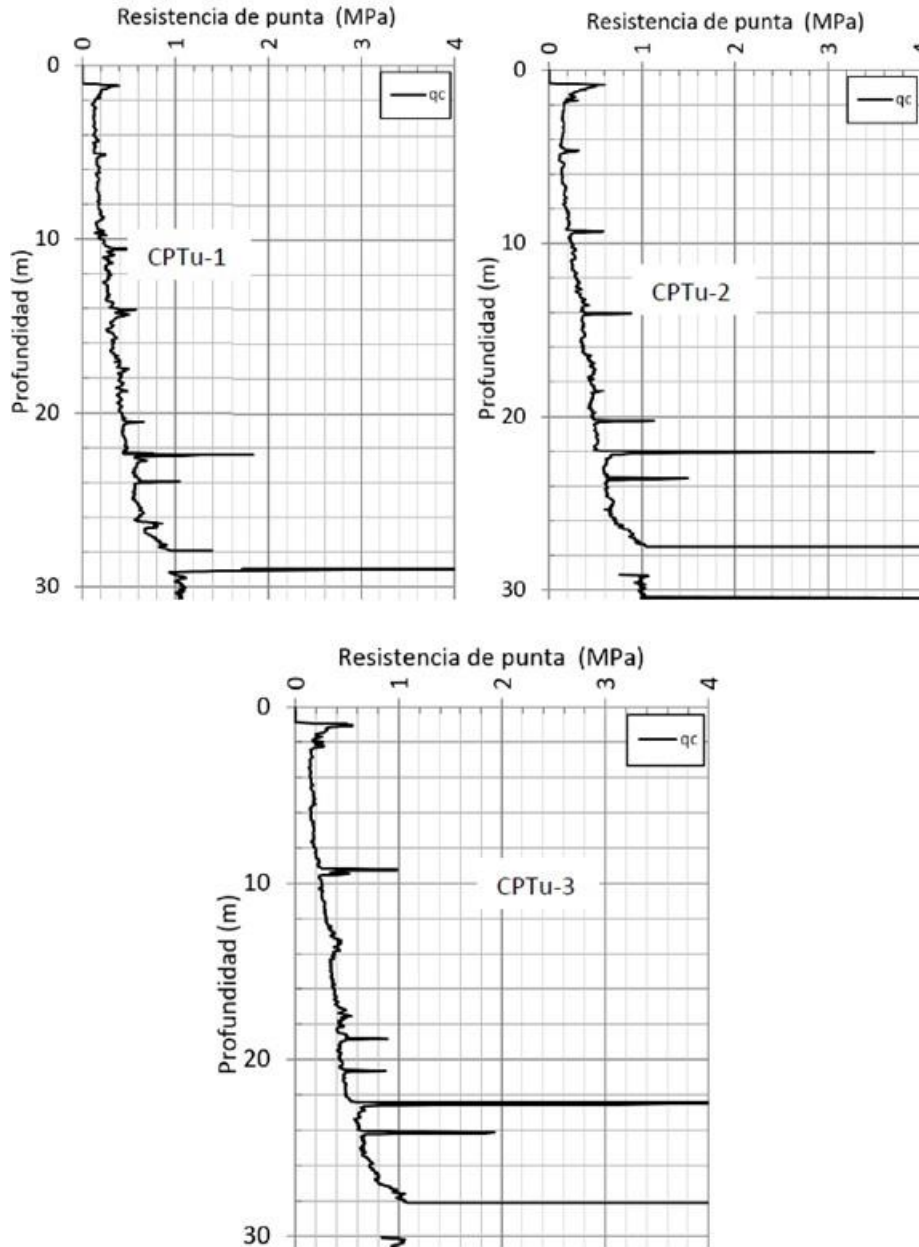 Resistencia de punta (MPa)
0 1 2 3 4
0
10
20
30
Profundidad (m)
qc
CPTu-1
Resistencia de punta (MPa)
0 1 2 3 4
0
10
20
30
Profundidad (m)
qc
CPTu-2
Resistencia de punta (MPa)
0 1 2 3 4
0
10
20
30
Profundidad (m)
qc
CPTu-3